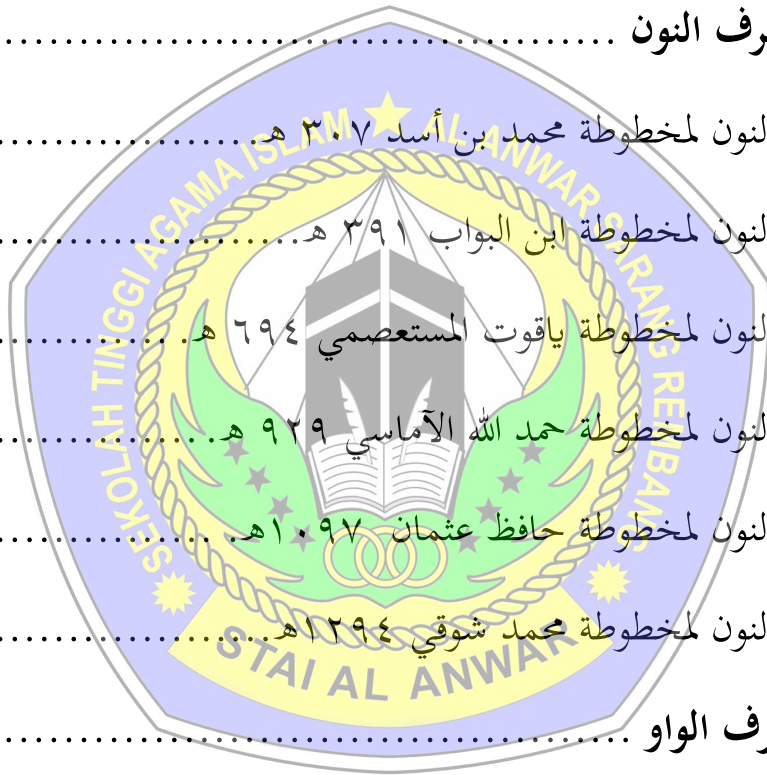 رف النون ........................................
لنون لمخطوطة محمد بن أسد ٣٠٧ هـ..................
لنون لمخطوطة ابن البواب ٣٩١ هـ....................
لنون لمخطوطة ياقوت المستعصمي ٦٩٤ هـ. ............
لنون لمخطوطة حمد الله الآماسي ٩٢٩ هـ..............
لنون لمخطوطة حافظ عثمان ١٠٩٧هـ. ...............
لنون لمخطوطة محمد شوقي ١٢٩٤هـ..................
رف الواو ........................................
SEKOLAH TINGGI AGAMA ISLAM AL ANWAR SARANG REMBANG
STAI AL ANWAR